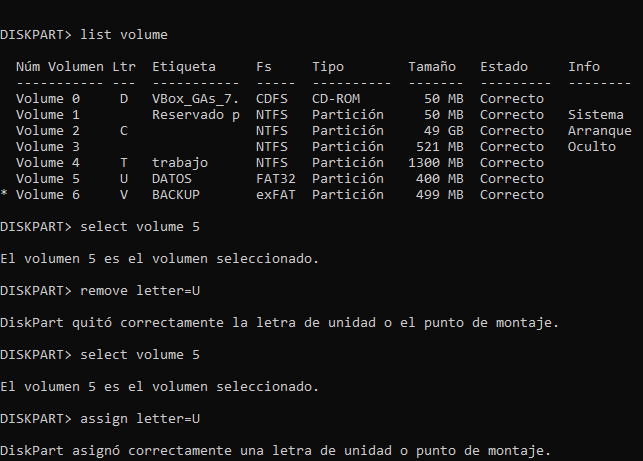 DISKPART> list volume
Núm Volumen Ltr Etiqueta Fs Tipo Tamaño Estado Info
----------- --- ----------- ----- ---------- ------- --------- --------
Volume 0 D VBox_GAs_7. CDFS CD-ROM 50 MB Correcto
Volume 1 Reservado p NTFS Partición 50 MB Correcto Sistema
Volume 2 C NTFS Partición 49 GB Correcto Arranque
Volume 3 NTFS Partición 521 MB Correcto Oculto
Volume 4 T trabajo NTFS Partición 1300 MB Correcto
Volume 5 U DATOS FAT32 Partición 400 MB Correcto
* Volume 6 V BACKUP exFAT Partición 499 MB Correcto
DISKPART> select volume 5
El volumen 5 es el volumen seleccionado.
DISKPART> remove letter=U
DiskPart quitó correctamente la letra de unidad o el punto de montaje.
DISKPART> select volume 5
El volumen 5 es el volumen seleccionado.
DISKPART> assign letter=U
DiskPart asignó correctamente una letra de unidad o punto de montaje.